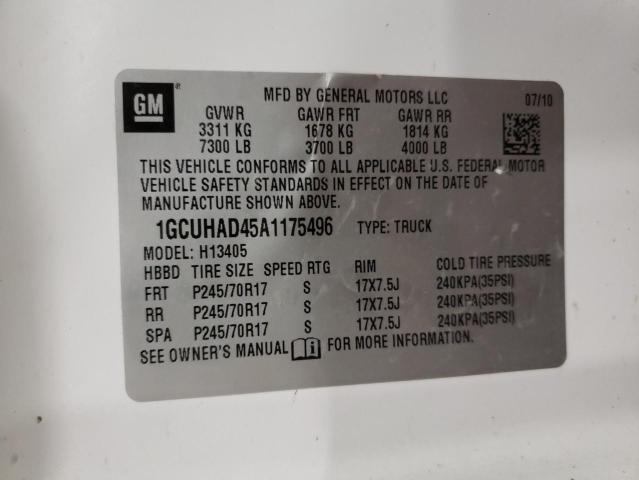 GM ® MFD BY GENERAL MOTORS LLC 07/10
GVWR GAWR FRT GAWR RR
3311 KG 1678 KG 1814 KG
7300 LB 3700 LB 4000 LB
THIS VEHICLE CONFORMS TO ALL APPLICABLE U.S. FEDERAL MOTOR
VEHICLE SAFETY STANDARDS IN EFFECT ON THE DATE OF
MANUFACTURE SHOWN ABOVE.
1GCUHAD45A1175496 TYPE: TRUCK
MODEL: H13405
HBBD TIRE SIZE SPEED RTG RIM COLD TIRE PRESSURE
FRT P245/70R17 S 17X7.5J 240KPA(35PSI)
RR P245/70R17 S 17X7.5J 240KPA(35PSI)
SPA P245/70R17 S 17X7.5J 240KPA(35PSI)
SEE OWNER'S MANUAL i FOR MORE INFORMATION.